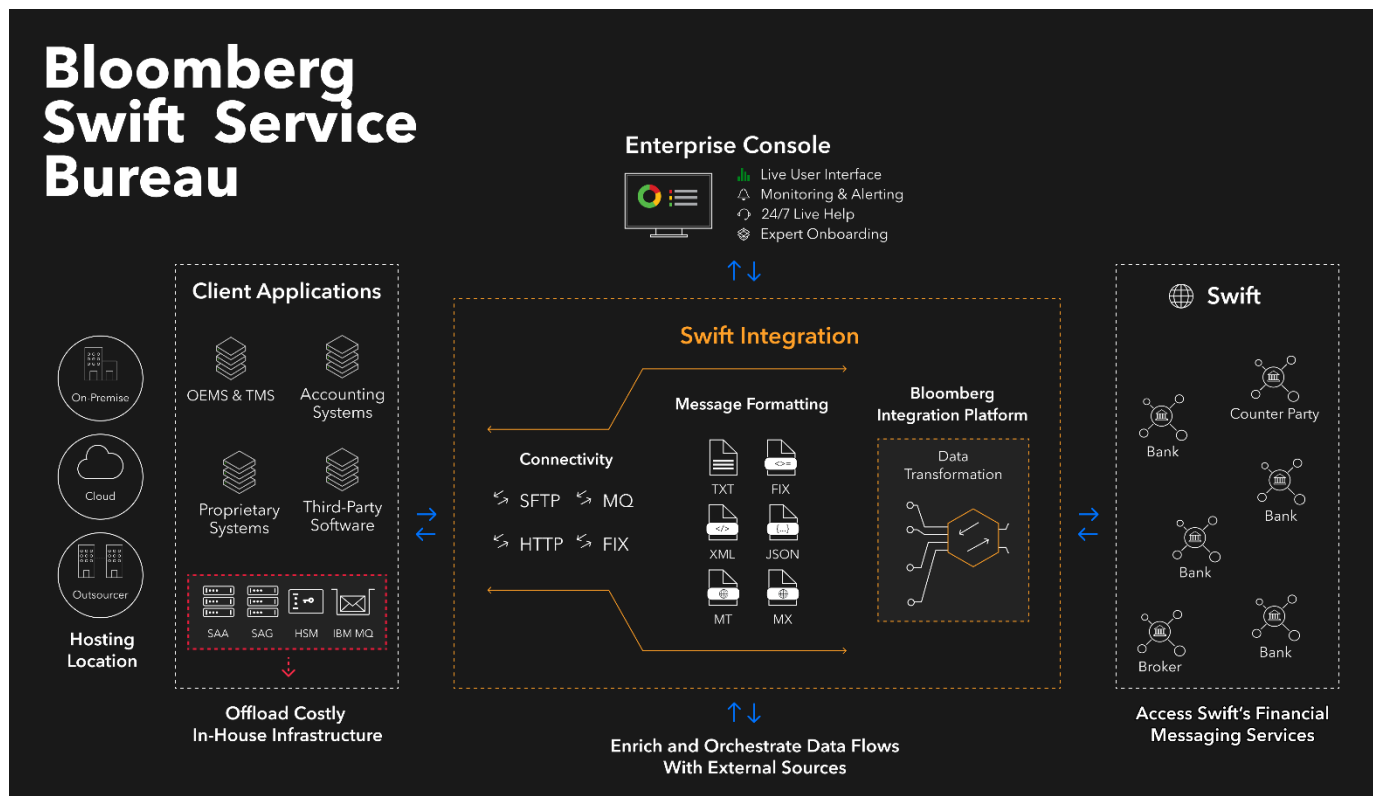 Bloomberg
Swift Service
Bureau
Enterprise Console
Live User Interface
Monitoring & Alerting
24/7 Live Help
Expert Onboarding
On-Premise
Cloud
Outsourcer
Hosting
Location
Client Applications
OEMS & TMS
Accounting
Systems
Proprietary
Systems
Third-Party
Software
SAA
SAG
HSM
IBM MQ
Offload Costly
In-House Infrastructure
Swift Integration
Connectivity
SFTP
MQ
HTTP
FIX
Message Formatting
TXT
<>=
FIX
</>
XML
{...}
JSON
MT
MX
Bloomberg
Integration Platform
Data
Transformation
Enrich and Orchestrate Data Flows
With External Sources
Swift
Counter Party
Bank
Bank
Bank
Broker
Bank
Access Swift's Financial
Messaging Services